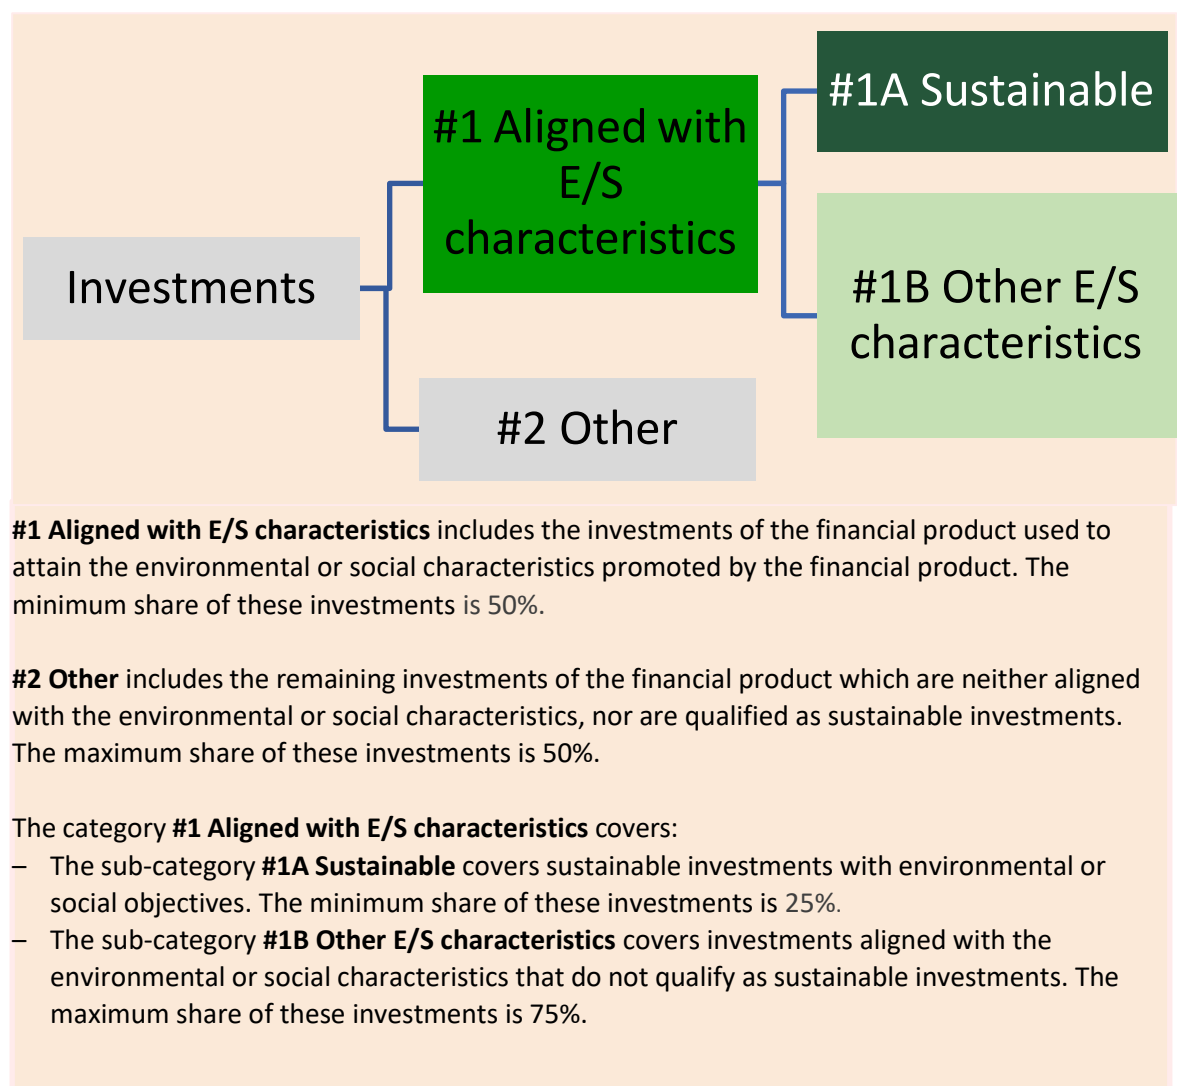 #1A Sustainable
#1 Aligned with
E/S
characteristics
Investments
#1B Other E/S
characteristics
#2 Other
#1 Aligned with E/S characteristics includes the investments of the financial product used to
attain the environmental or social characteristics promoted by the financial product. The
minimum share of these investments is 50%.
#2 Other includes the remaining investments of the financial product which are neither aligned
with the environmental or social characteristics, nor are qualified as sustainable investments.
The maximum share of these investments is 50%.
The category #1 Aligned with E/S characteristics covers:
– The sub-category #1A Sustainable covers sustainable investments with environmental or
social objectives. The minimum share of these investments is 25%.
– The sub-category #1B Other E/S characteristics covers investments aligned with the
environmental or social characteristics that do not qualify as sustainable investments. The
maximum share of these investments is 75%.